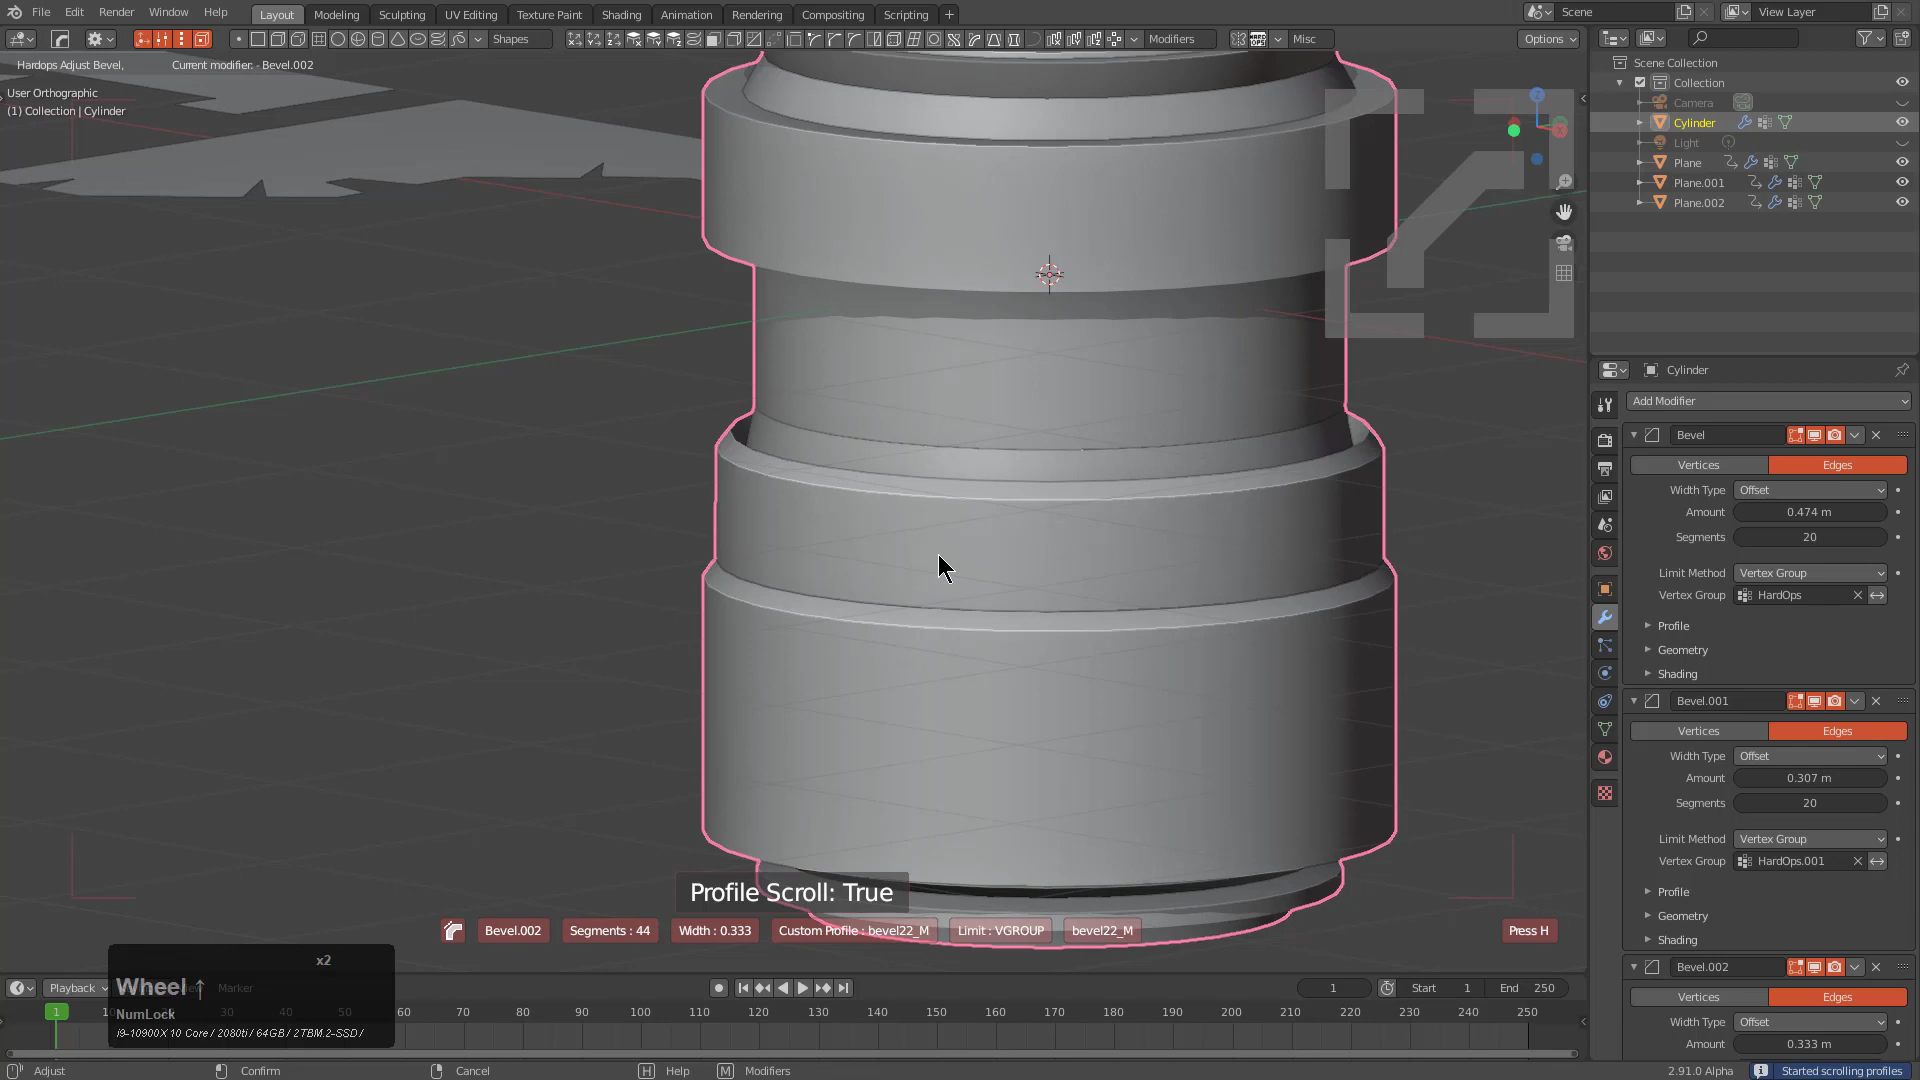 File Edit Render Window Help
Layout Modeling Sculpting UV Editing Texture Paint Shading Animation Rendering Compositing Scripting +
Scene
View Layer
Shapes
Modifiers
Misc
Options
Hardops Adjust Bevel, Current modifier: - Bevel.002
User Orthographic
(1) Collection | Cylinder
Scene Collection
Collection
Camera
Cylinder
Light
Plane
Plane.001
Plane.002
Cylinder
Add Modifier
Bevel
Vertices Edges
Width Type Offset
Amount 0.474 m
Segments 20
Limit Method Vertex Group
Vertex Group HardOps
Profile
Geometry
Shading
Bevel.001
Vertices Edges
Width Type Offset
Amount 0.307 m
Segments 20
Limit Method Vertex Group
Vertex Group HardOps.001
Profile
Geometry
Shading
Bevel.002
Vertices Edges
Width Type Offset
Amount 0.333 m
Profile Scroll: True
Bevel.002 Segments : 44 Width : 0.333 Custom Profile : bevel22_M Limit : VGROUP bevel22_M Press H
x2
Wheel ↑
NumLock
i9-10900X 10 Core / 2080ti / 64GB / 2TBM.2-SSD /
Playback Marker
1 Start 1 End 250
1 50 60 70 80 90 100 110 120 130 140 150 160 170 180 190 200 210 220 230 240 250
Adjust Confirm Cancel H Help M Modifiers
2.91.0 Alpha Started scrolling profiles